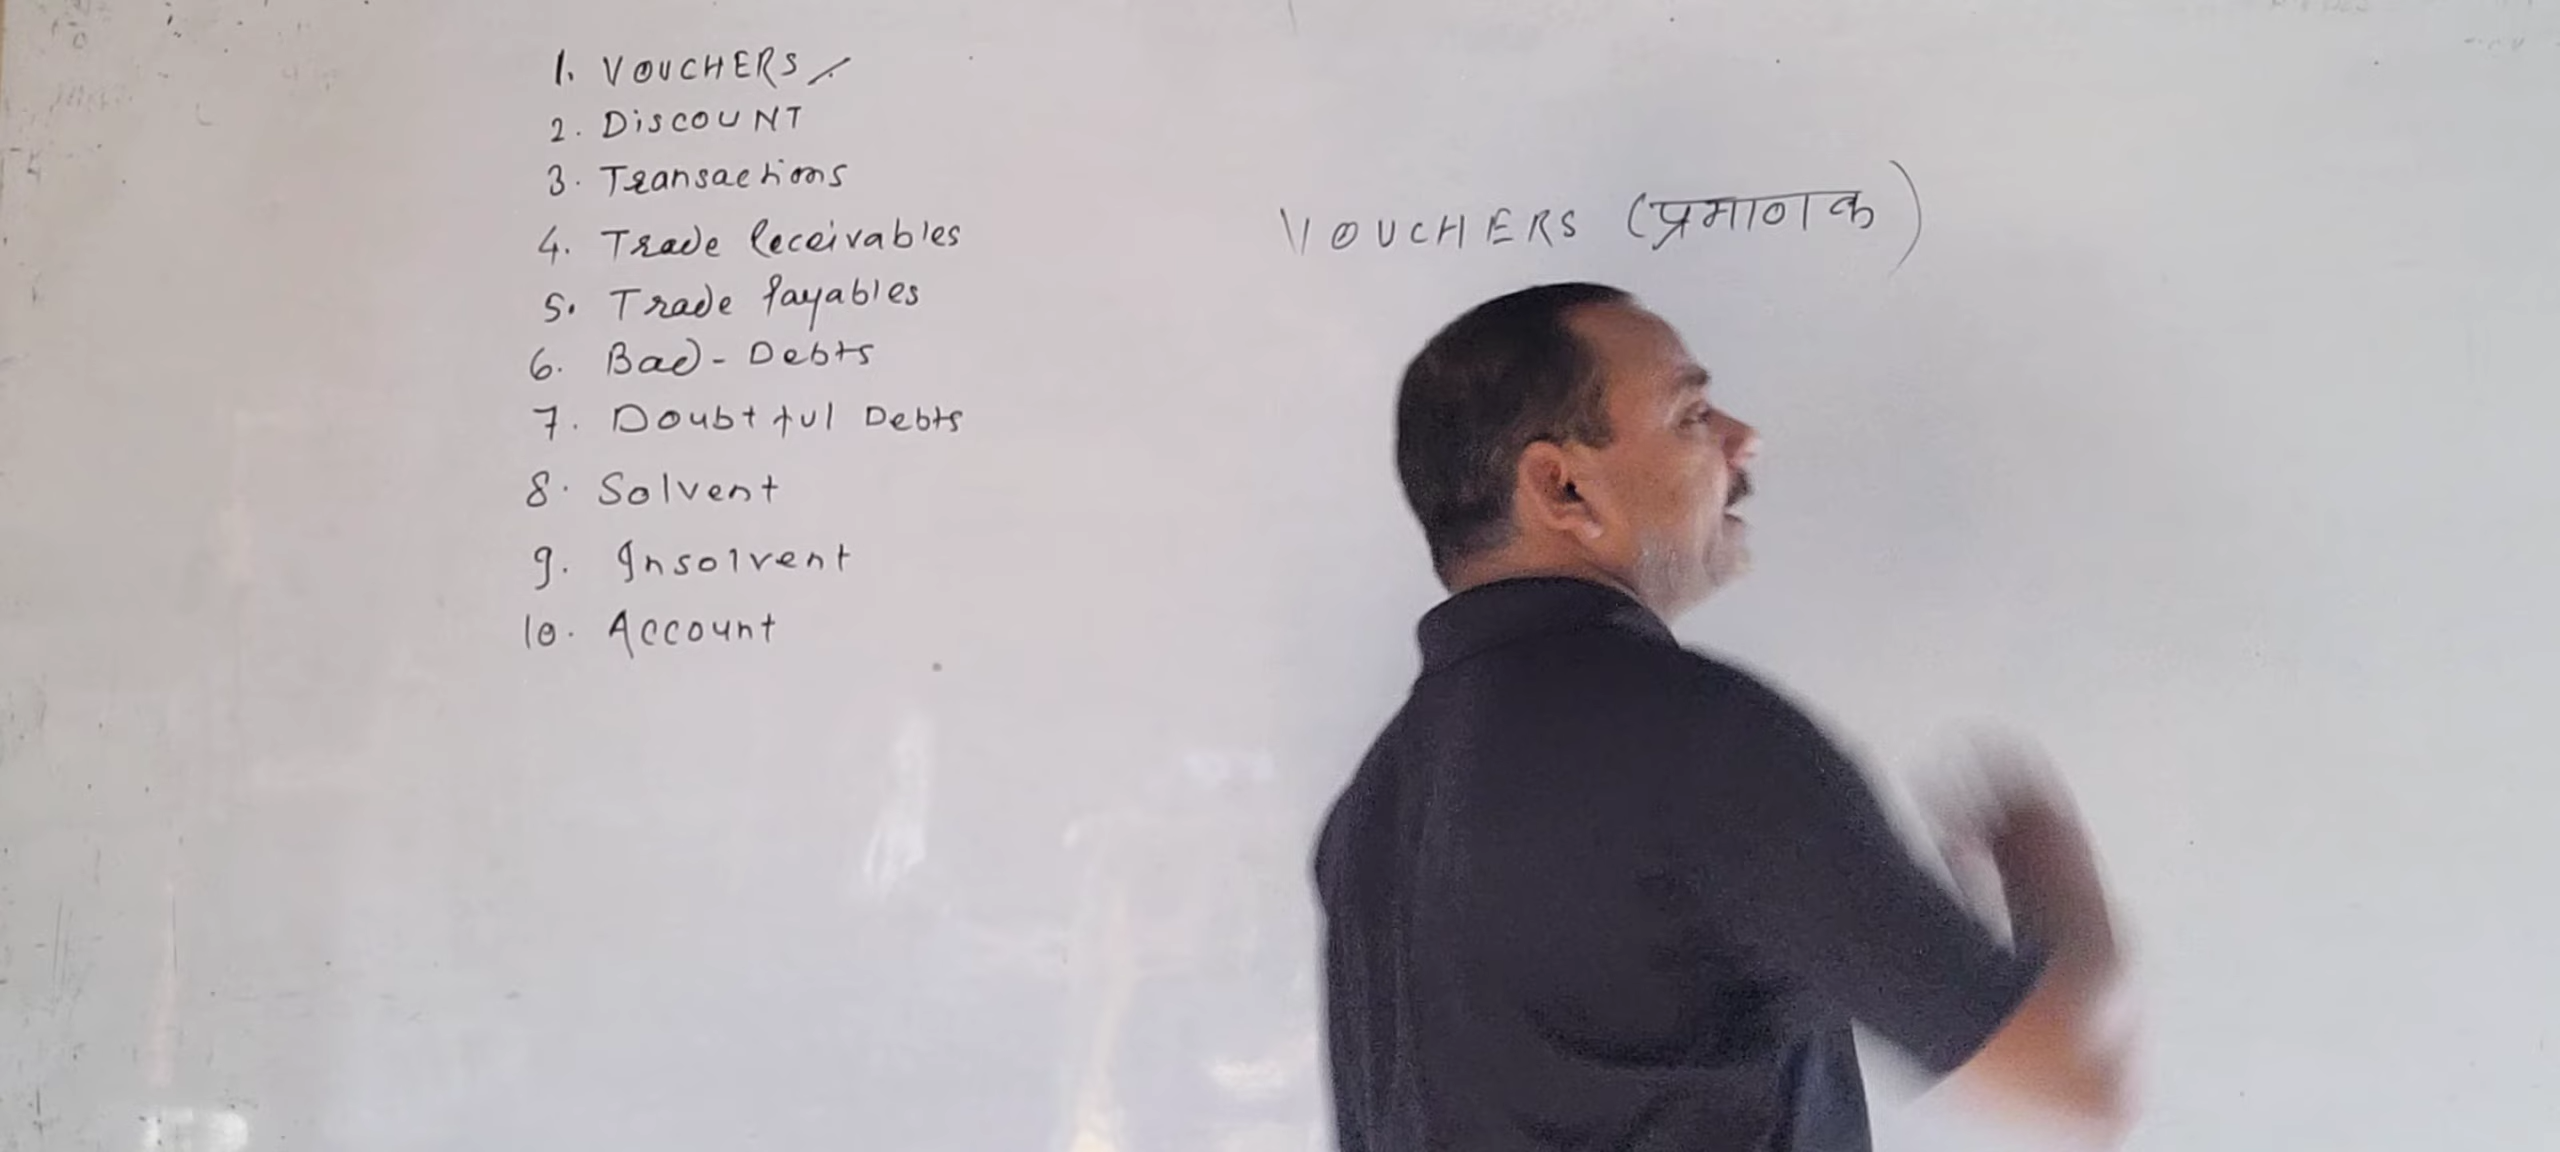 1. VOUCHERS
2. DisCOUNT
3. Transactions
4. Trade Receivables
5. Trade Payables
6. Bad - Debts
7. Doubtful Debts
8. Solvent
9. Insolvent
10. Account
VOUCHERS (प्रमाणक)